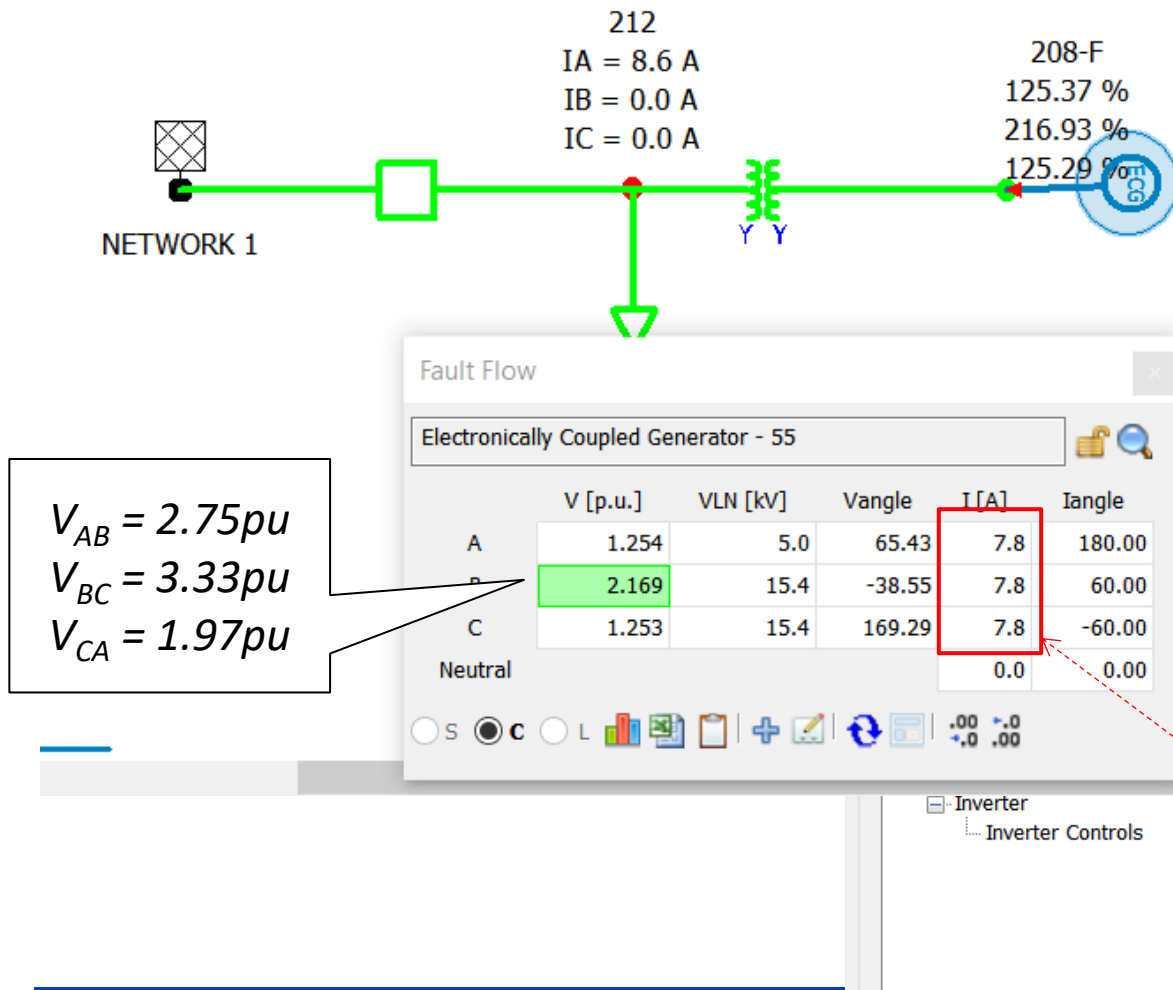 212
IA = 8.6 A
IB = 0.0 A
IC = 0.0 A
208-F
125.37 %
216.93 %
125.29 %
ECG
NETWORK 1
Y Y
Fault Flow
Electronically Coupled Generator - 55
V [p.u.] VLN [kV] Vangle I [A] Iangle
A 1.254 5.0 65.43 7.8 180.00
2.169 15.4 -38.55 7.8 60.00
C 1.253 15.4 169.29 7.8 -60.00
Neutral 0.0 0.00
S C L .00 .0 .0 .00
VAB = 2.75pu
VBC = 3.33pu
VCA = 1.97pu
Inverter
Inverter Controls